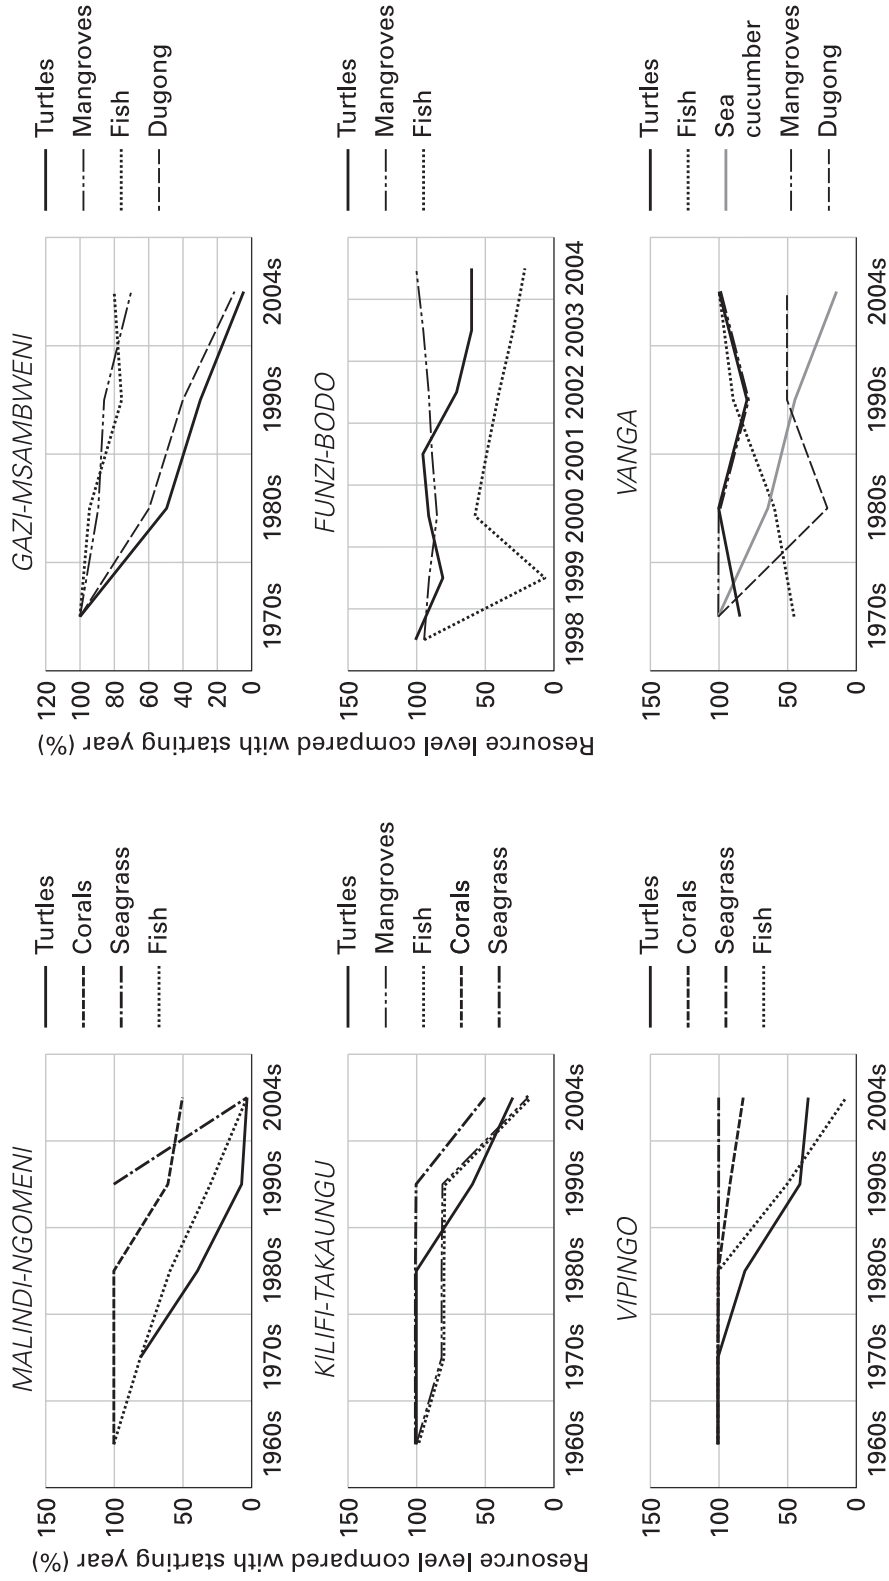 MALINDI-NGOMENI
Resource level compared with starting year (%)
150
100
50
0
1960s 1970s 1980s 1990s 2004s
Turtles
Corals
Seagrass
Fish
KILIFI-TAKAUNGU
150
100
50
0
1960s 1970s 1980s 1990s 2004s
Turtles
Mangroves
Fish
Corals
Seagrass
VIPINGO
150
100
50
0
1960s 1970s 1980s 1990s 2004s
Turtles
Corals
Seagrass
Fish
GAZI-MSAMBWENI
Resource level compared with starting year (%)
120
100
80
60
40
20
0
1970s 1980s 1990s 2004s
Turtles
Mangroves
Fish
Dugong
FUNZI-BODO
150
100
50
0
1998 1999 2000 2001 2002 2003 2004
Turtles
Mangroves
Fish
VANGA
150
100
50
0
1970s 1980s 1990s 2004s
Turtles
Fish
Sea
cucumber
Mangroves
Dugong